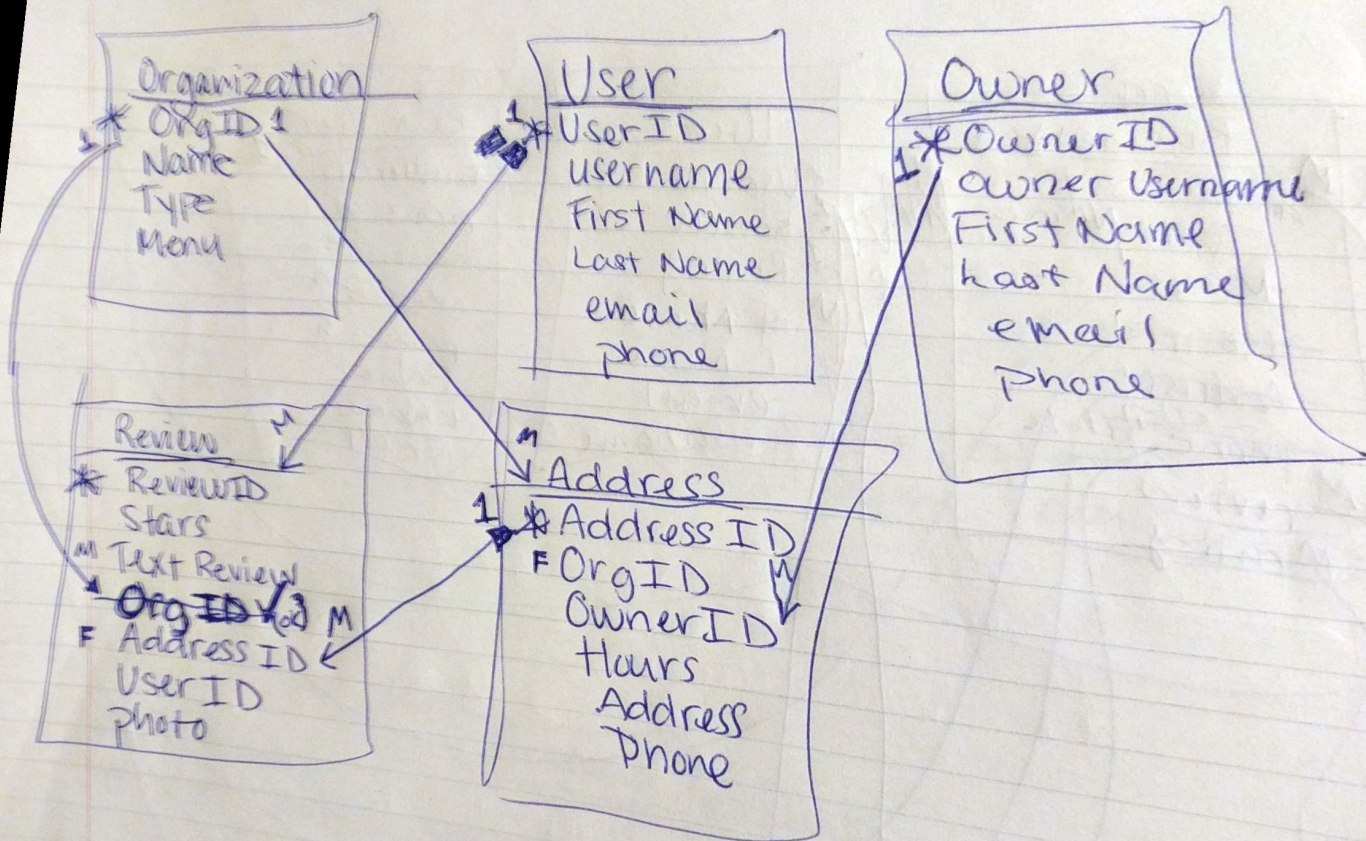 Organization
* OrgID 1
1
Name
Type
Menu
User
1
* UserID
username
First Name
Last Name
email
phone
Owner
* OwnerID
1
owner username
First Name
Last Name
email
phone
Review
M
* ReviewID
Stars
M Text Review
Org ID
M
F Address ID
UserID
photo
M
Address
1
* Address ID
F OrgID
M
OwnerID
Hours
Address
Phone